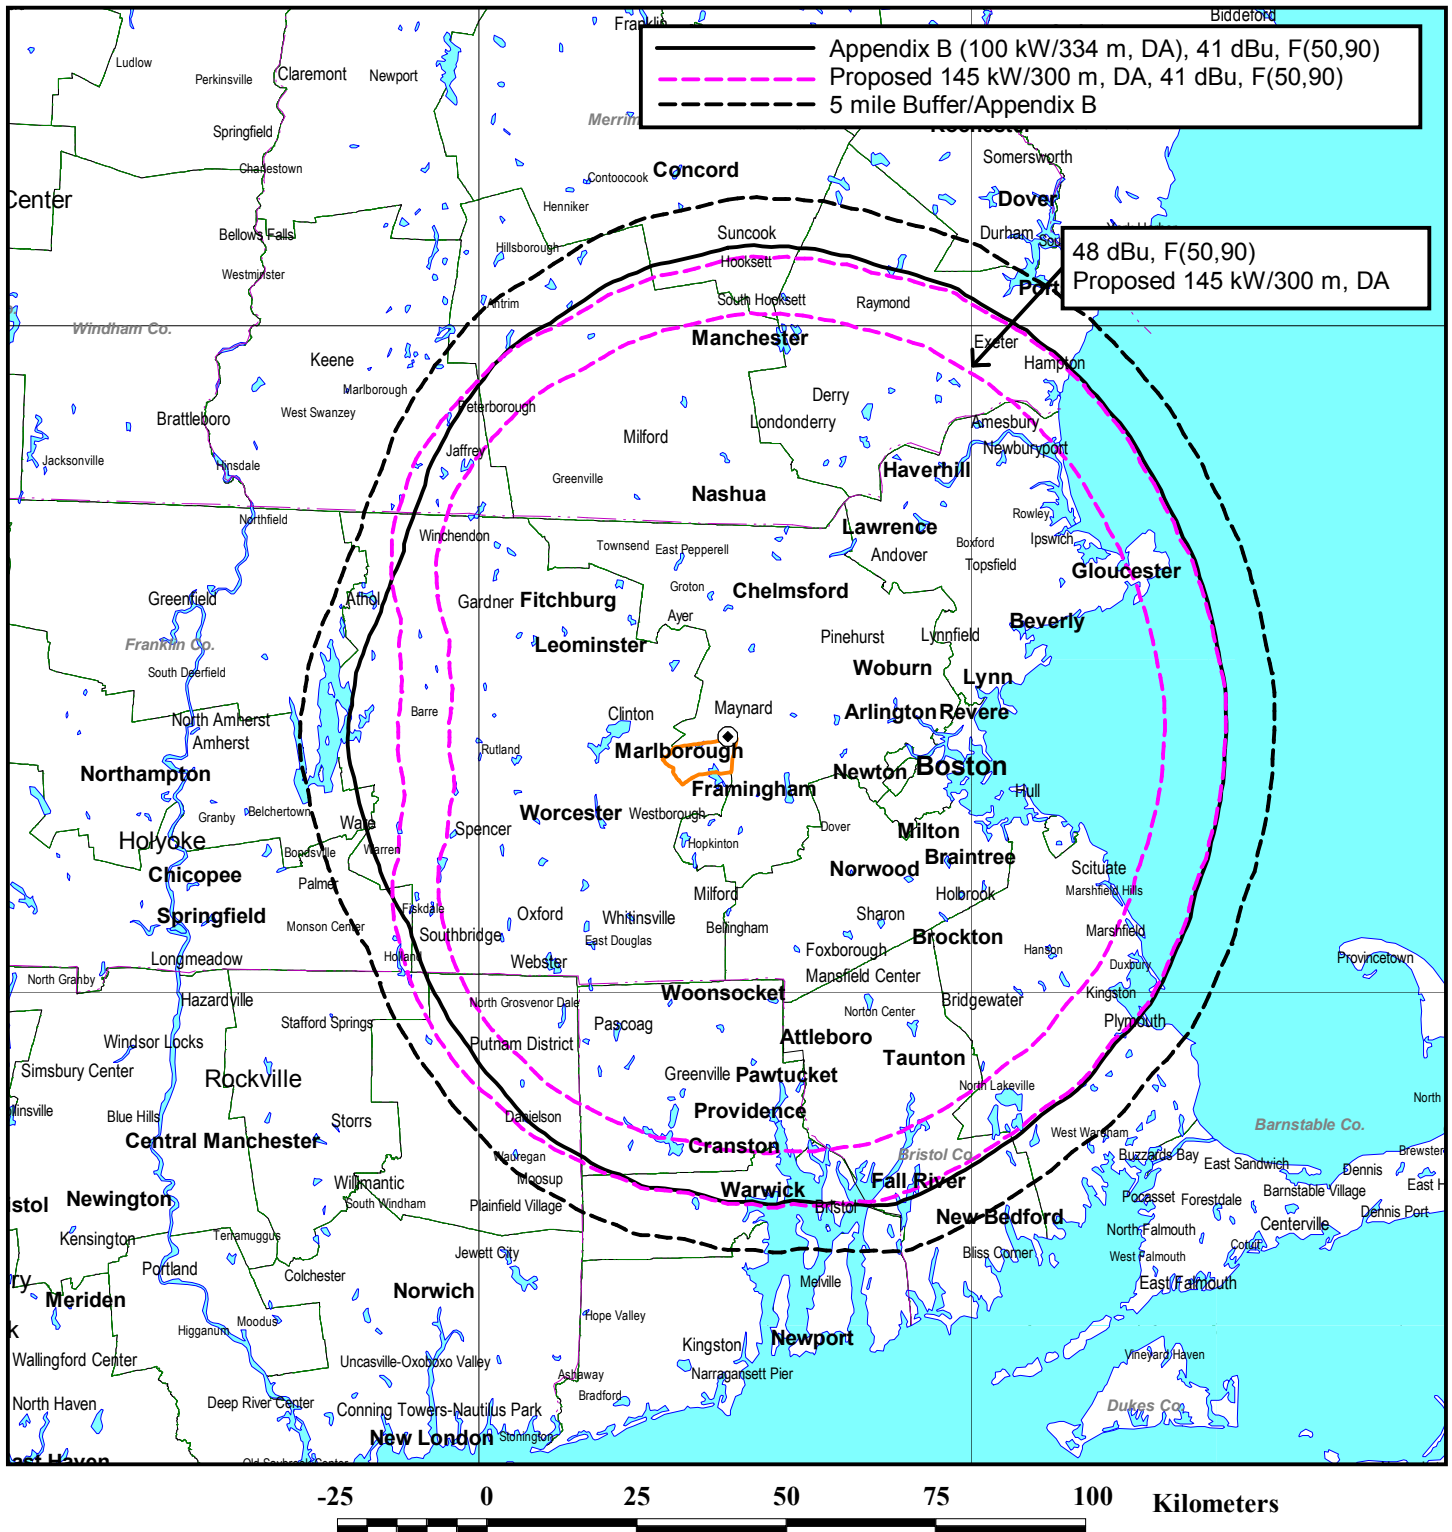 Biddeford
Franklin
Appendix B (100 kW/334 m, DA), 41 dBu, F(50,90)
Proposed 145 kW/300 m, DA, 41 dBu, F(50,90)
5 mile Buffer/Appendix B
Ludlow
Perkinsville
Claremont
Newport
Merrim
Rochester
Springfield
Charlestown
Contoocook
Concord
Somersworth
Center
Henniker
Dover
Bellows Falls
Hillsborough
Suncook
Durham
48 dBu, F(50,90)
Proposed 145 kW/300 m, DA
Westminster
Hooksett
Port
Antrim
South Hooksett
Raymond
Windham Co.
Manchester
Exeter
Keene
Hampton
Marlborough
Derry
Brattleboro
West Swanzey
Peterborough
Londonderry
Amesbury
Milford
Newburyport
Jacksonville
Hinsdale
Jaffrey
Greenville
Haverhill
Nashua
Northfield
Rowley
Winchendon
Lawrence
Townsend
East Pepperell
Andover
Boxford
Ipswich
Topsfield
Gloucester
Greenfield
Athol
Gardner
Fitchburg
Groton
Chelmsford
Ayer
Beverly
Franklin Co.
Leominster
Pinehurst
Lynnfield
South Deerfield
Woburn
Lynn
North Amherst
Barre
Clinton
Maynard
Arlington
Revere
Amherst
Rutland
Marlborough
Northampton
Newton
Boston
Framingham
Hull
Granby
Belchertown
Worcester
Westborough
Ware
Spencer
Dover
Milton
Holyoke
Bondsville
Warren
Hopkinton
Braintree
Chicopee
Palmer
Norwood
Scituate
Milford
Holbrook
Marshfield Hills
Springfield
Fiskdale
Oxford
Whitinsville
Sharon
Monson Center
Southbridge
East Douglas
Bellingham
Brockton
Marshfield
Longmeadow
Holland
Webster
Foxborough
Hanson
Duxbury
Provincetown
North Granby
Mansfield Center
Hazardville
North Grosvenor Dale
Woonsocket
Bridgewater
Kingston
Stafford Springs
Pascoag
Norton Center
Plymouth
Windsor Locks
Putnam District
Attleboro
Taunton
Simsbury Center
Rockville
Greenville
Pawtucket
North Lakeville
North
Blue Hills
Storrs
Danielson
Providence
Central Manchester
Cranston
West Wareham
Barnstable Co.
Wauregan
Bristol Co.
Buzzards Bay
Brewster
East Sandwich
Dennis
Willimantic
Moosup
Warwick
Fall River
Newington
South Windham
Plainfield Village
Bristol
Pocasset
Forestdale
Barnstable Village
East H
Dennis Port
New Bedford
Kensington
Terramuggus
Jewett City
Bliss Corner
North Falmouth
Centerville
Cotuit
Portland
Colchester
West Falmouth
Melville
East Falmouth
ry
Meriden
Norwich
Higganum
Moodus
Hope Valley
Newport
Kingston
Wallingford Center
Uncasville-Oxoboxo Valley
Ashaway
Narragansett Pier
Vineyard Haven
North Haven
Deep River Center
Bradford
Conning Towers-Nautilus Park
Dukes Co.
New London
Stonington
-25 0 25 50 75 100 Kilometers